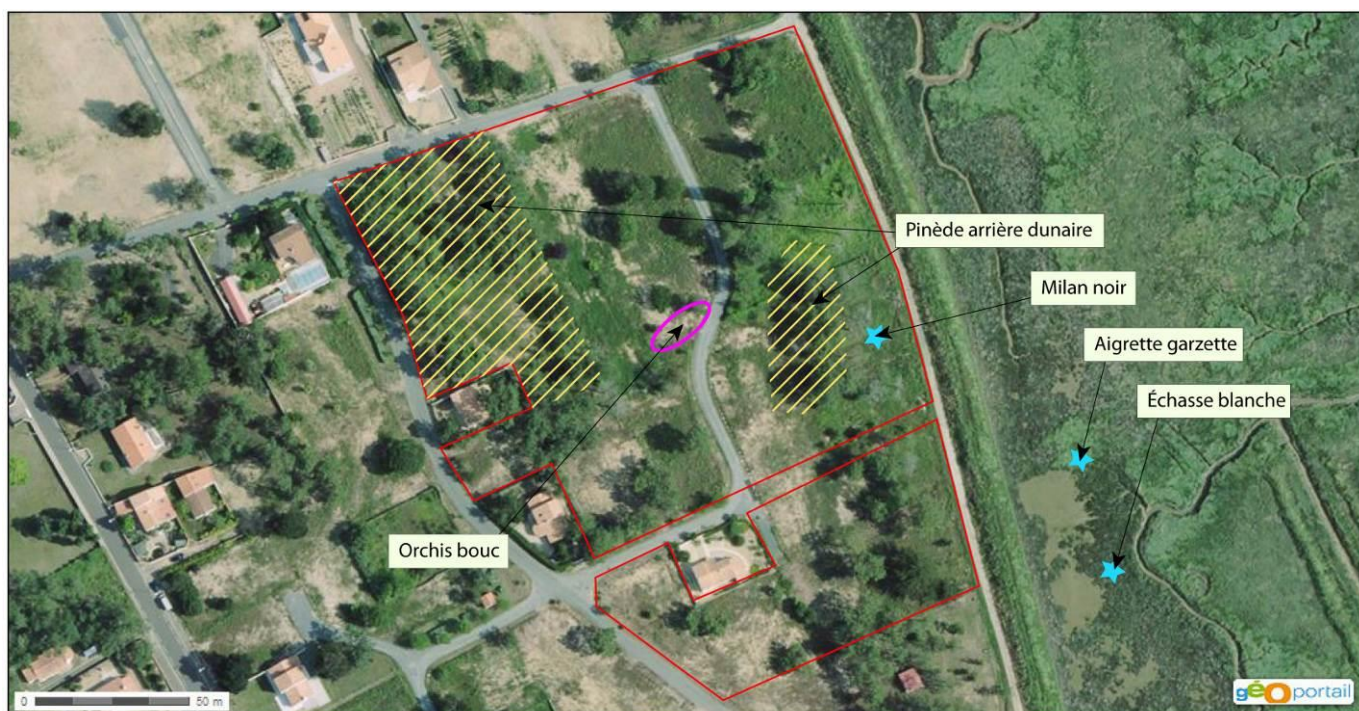 Pinède arrière dunaire
Milan noir
Aigrette garzette
Échasse blanche
Orchis bouc
0 50 m
géoportail